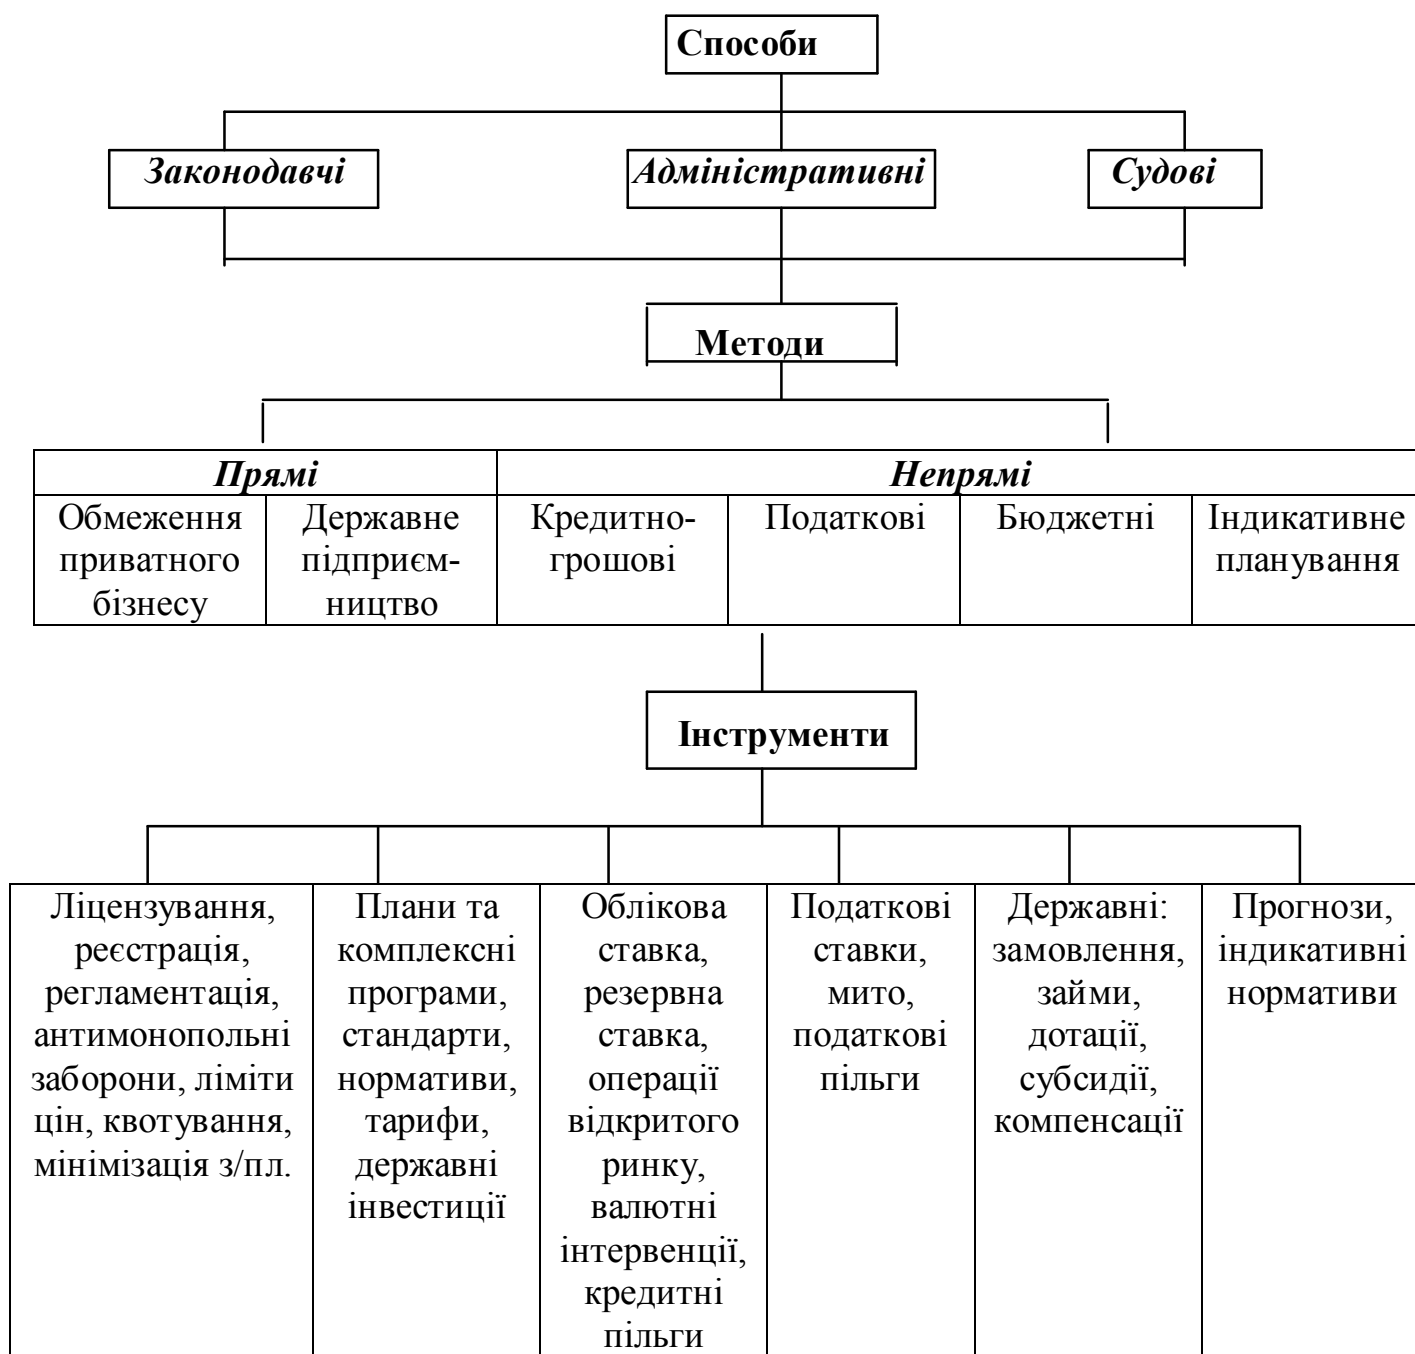 Способи
Законодавчі
Адміністративні
Судові
Методи
Прямі
Непрямі
Обмеження
приватного
бізнесу
Державне
підприєм-
ництво
Кредитно-
грошові
Податкові
Бюджетні
Індикативне
планування
Інструменти
Ліцензування,
реєстрація,
регламентація,
антимонопольні
заборони, ліміти
цін, квотування,
мінімізація з/пл.
Плани та
комплексні
програми,
стандарти,
нормативи,
тарифи,
державні
інвестиції
Облікова
ставка,
резервна
ставка,
операції
відкритого
ринку,
валютні
інтервенції,
кредитні
пільги
Податкові
ставки,
мито,
податкові
пільги
Державні:
замовлення,
займи,
дотації,
субсидії,
компенсації
Прогнози,
індикативні
нормативи